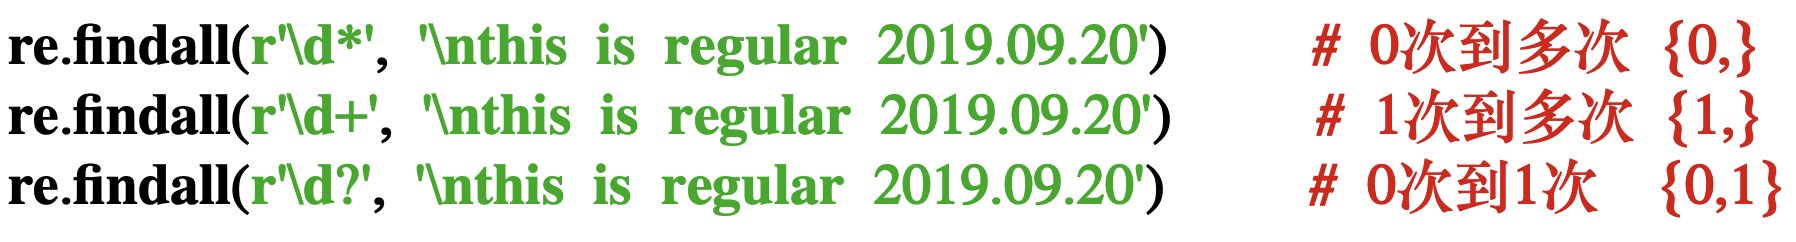 re.findall(r'\d*', '\nthis is regular 2019.09.20') # 0次到多次 {0,}
re.findall(r'\d+', '\nthis is regular 2019.09.20') # 1次到多次 {1,}
re.findall(r'\d?', '\nthis is regular 2019.09.20') # 0次到1次 {0,1}